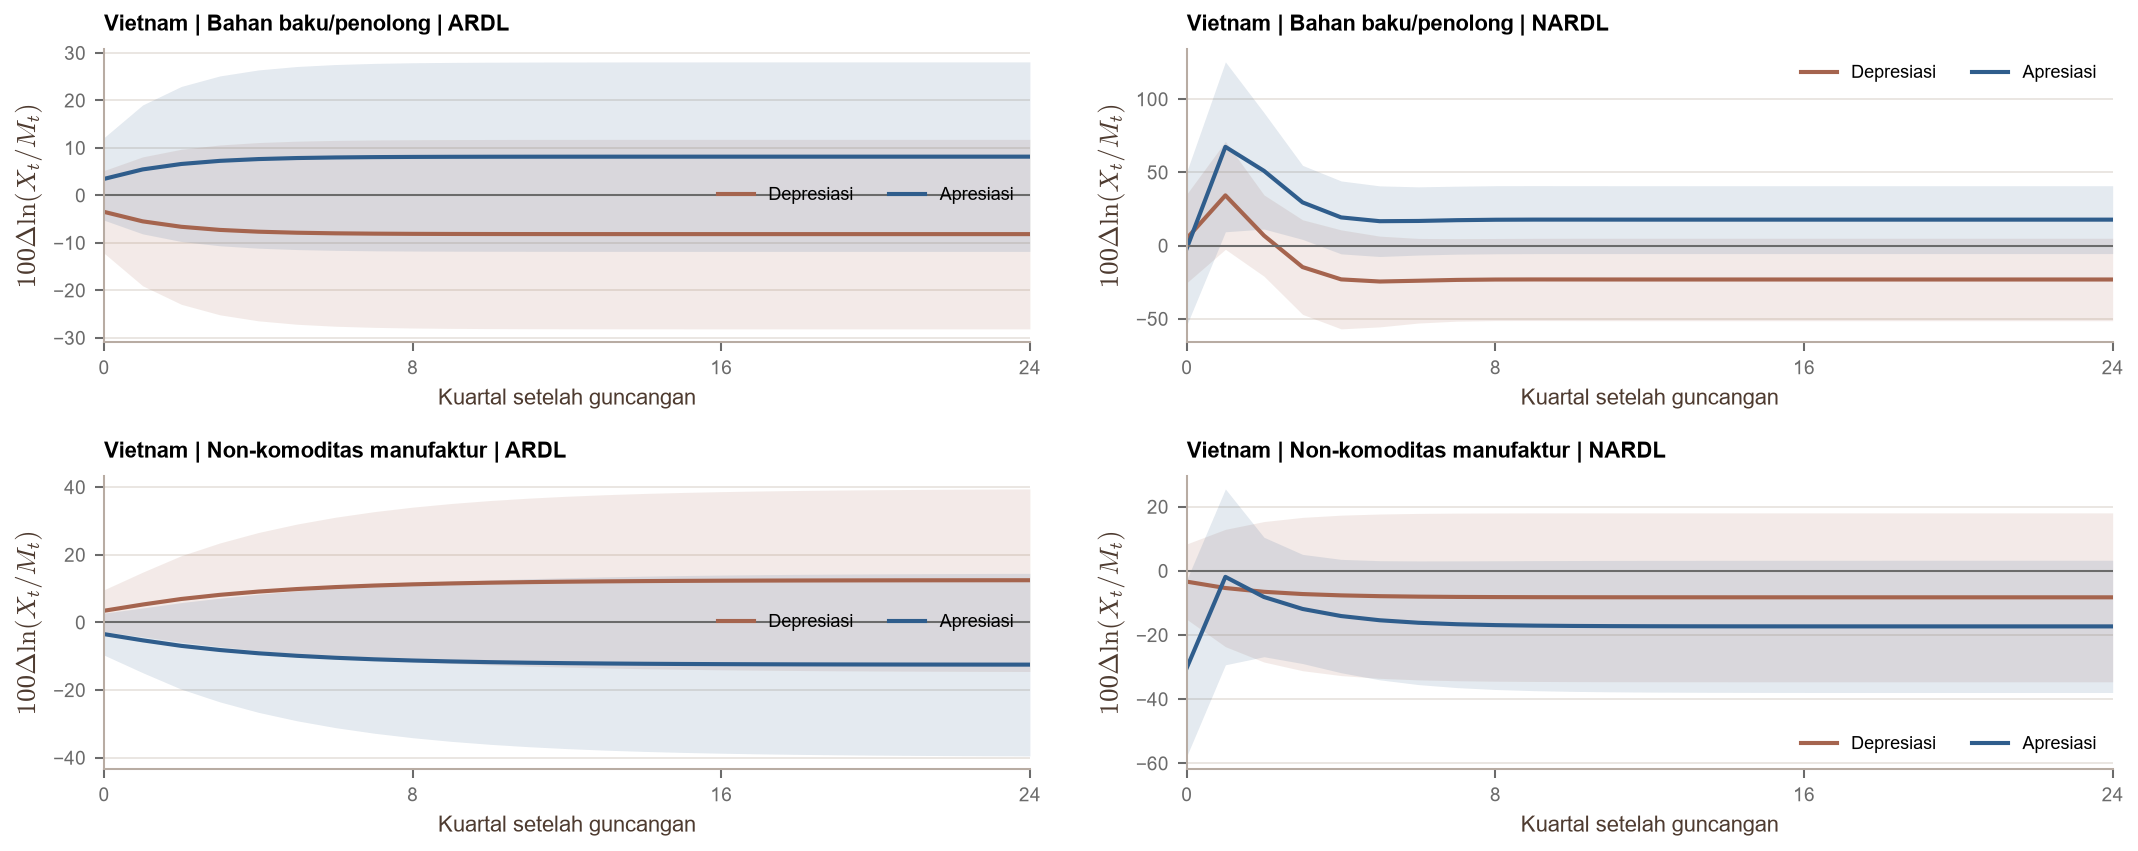 Vietnam | Bahan baku/penolong | ARDL
100Δln(Xₜ/Mₜ)
30
20
10
0
−10
−20
−30
Depresiasi Apresiasi
0 8 16 24
Kuartal setelah guncangan
Vietnam | Bahan baku/penolong | NARDL
100Δln(Xₜ/Mₜ)
Depresiasi Apresiasi
100
50
0
−50
0 8 16 24
Kuartal setelah guncangan
Vietnam | Non-komoditas manufaktur | ARDL
100Δln(Xₜ/Mₜ)
40
20
0
−20
−40
Depresiasi Apresiasi
0 8 16 24
Kuartal setelah guncangan
Vietnam | Non-komoditas manufaktur | NARDL
100Δln(Xₜ/Mₜ)
20
0
−20
−40
−60
Depresiasi Apresiasi
0 8 16 24
Kuartal setelah guncangan